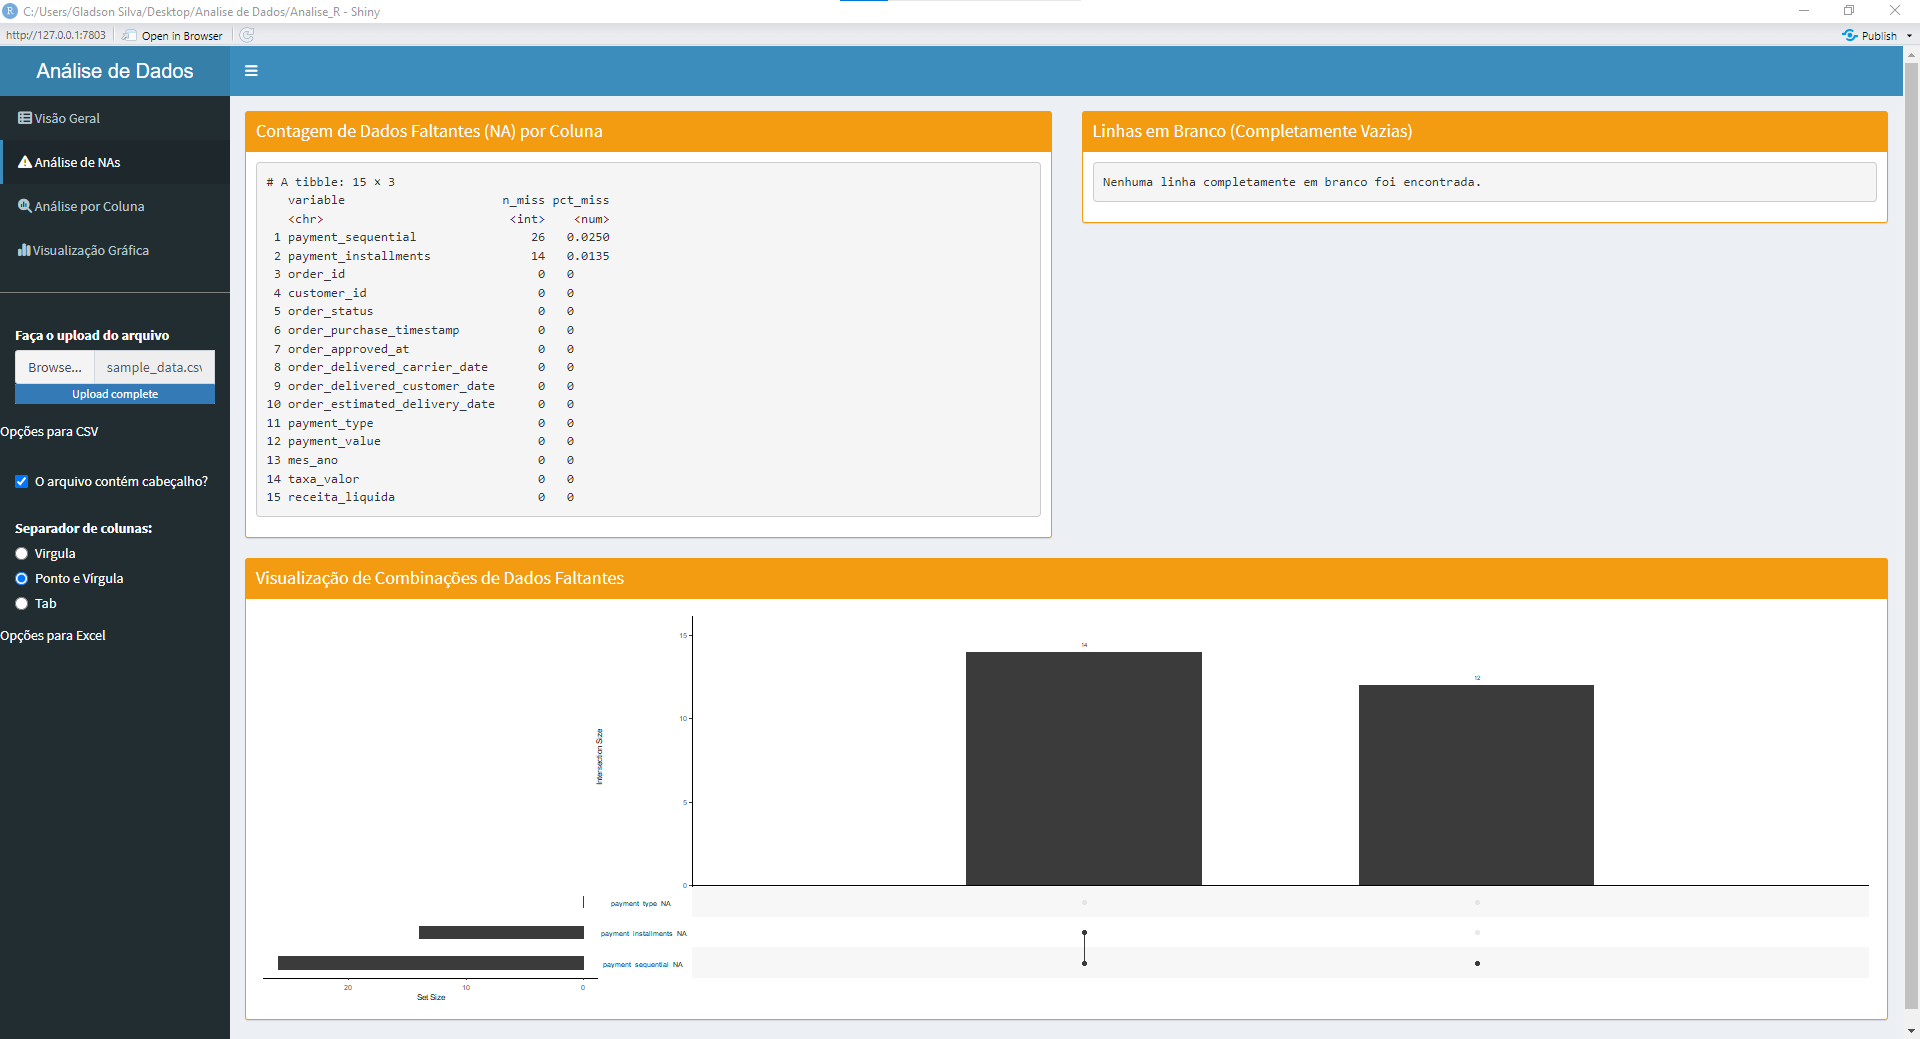 C:/Users/Gladson Silva/Desktop/Analise de Dados/Analise_R - Shiny
http://127.0.0.1:7803 Open in Browser Publish
Análise de Dados
Visão Geral
Análise de NAs
Análise por Coluna
Visualização Gráfica
Faça o upload do arquivo
Browse... sample_data.csv
Upload complete
Opções para CSV
O arquivo contém cabeçalho?
Separador de colunas:
Virgula
Ponto e Vírgula
Tab
Opções para Excel
Contagem de Dados Faltantes (NA) por Coluna
# A tibble: 15 × 3
variable n_miss pct_miss
<chr> <int> <num>
1 payment_sequential 26 0.0250
2 payment_installments 14 0.0135
3 order_id 0 0
4 customer_id 0 0
5 order_status 0 0
6 order_purchase_timestamp 0 0
7 order_approved_at 0 0
8 order_delivered_carrier_date 0 0
9 order_delivered_customer_date 0 0
10 order_estimated_delivery_date 0 0
11 payment_type 0 0
12 payment_value 0 0
13 mes_ano 0 0
14 taxa_valor 0 0
15 receita_liquida 0 0
Linhas em Branco (Completamente Vazias)
Nenhuma linha completamente em branco foi encontrada.
Visualização de Combinações de Dados Faltantes
15
10
5
0
Intersection Size
14
12
payment_type_NA
payment_installments_NA
payment_sequential_NA
20 10 0
Set Size